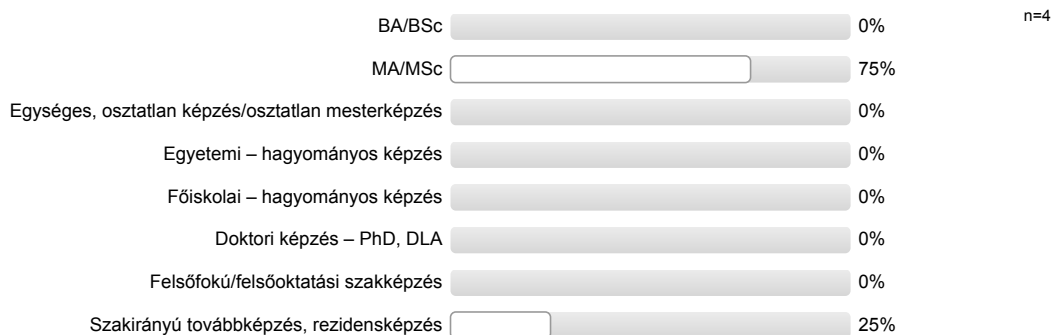 BA/BSc 0% n=4
MA/MSc 75%
Egységes, osztatlan képzés/osztatlan mesterképzés 0%
Egyetemi – hagyományos képzés 0%
Főiskolai – hagyományos képzés 0%
Doktori képzés – PhD, DLA 0%
Felsőfokú/felsőoktatási szakképzés 0%
Szakirányú továbbképzés, rezidensképzés 25%